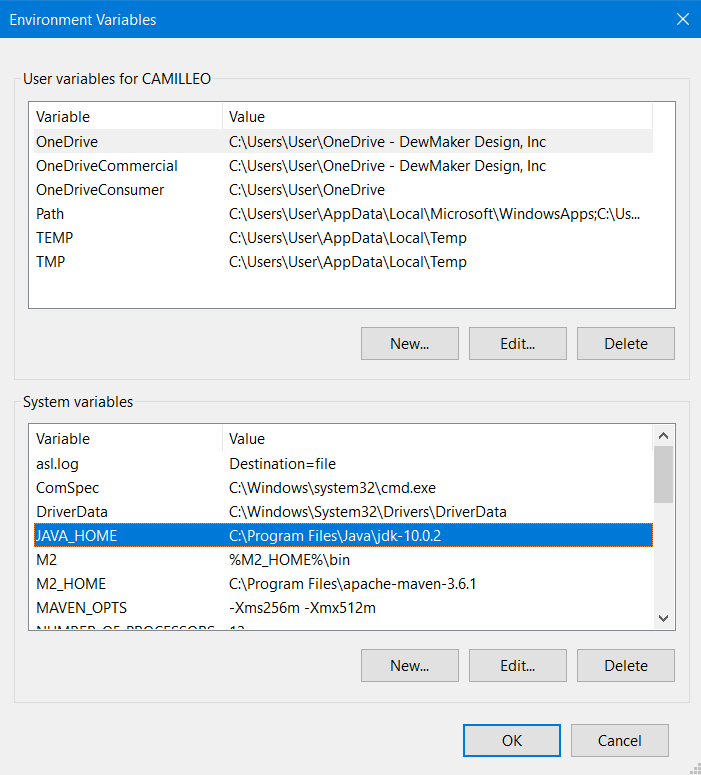 Environment Variables
User variables for CAMILLEO
Variable Value
OneDrive C:\Users\User\OneDrive - DewMaker Design, Inc
OneDriveCommercial C:\Users\User\OneDrive - DewMaker Design, Inc
OneDriveConsumer C:\Users\User\OneDrive
Path C:\Users\User\AppData\Local\Microsoft\WindowsApps;C:\Us...
TEMP C:\Users\User\AppData\Local\Temp
TMP C:\Users\User\AppData\Local\Temp
New... Edit... Delete
System variables
Variable Value
asl.log Destination=file
ComSpec C:\Windows\system32\cmd.exe
DriverData C:\Windows\System32\Drivers\DriverData
JAVA_HOME C:\Program Files\Java\jdk-10.0.2
M2 %M2_HOME%\bin
M2_HOME C:\Program Files\apache-maven-3.6.1
MAVEN_OPTS -Xms256m -Xmx512m
NUMBER_OF_PROCESSORS 12
New... Edit... Delete
OK Cancel